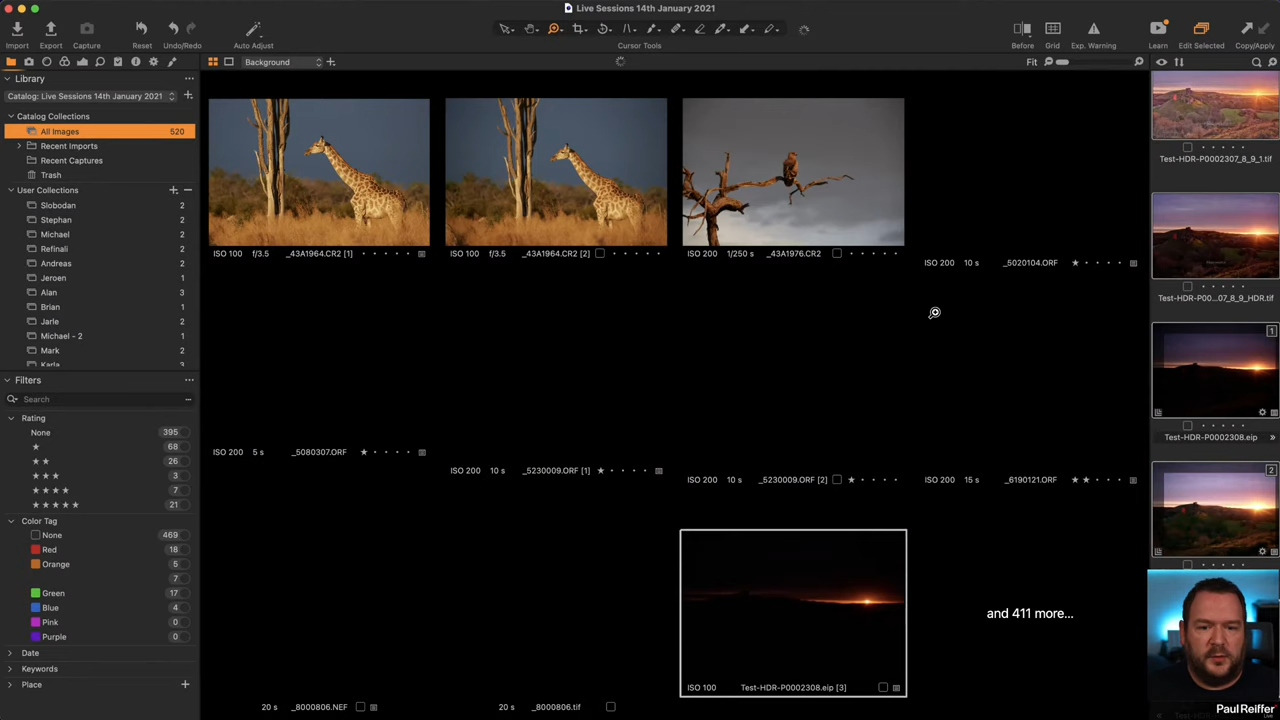 Live Sessions 14th January 2021
Import Export Capture Reset Undo/Redo Auto Adjust Cursor Tools Before Grid Exp. Warning Learn Edit Selected Copy/Apply
Background Fit
Library
Catalog: Live Sessions 14th January 2021
Catalog Collections
All Images 520
Recent Imports
Recent Captures
Trash
User Collections
Slobodan 2
Stephan 2
Michael 2
Refinali 2
Andreas 2
Jeroen 1
Alan 3
Brian 1
Jarle 2
Michael - 2 1
Mark 2
Karla 3
Filters
Search
Rating
None 395
68
26
3
7
21
Color Tag
None 469
Red 18
Orange 5
7
Green 17
Blue 4
Pink 0
Purple 0
Date
Keywords
Place
ISO 100 f/3.5 _43A1964.CR2 [1]
ISO 100 f/3.5 _43A1964.CR2 [2]
ISO 200 1/250 s _43A1976.CR2
ISO 200 10 s _5020104.ORF
ISO 200 5 s _5080307.ORF
ISO 200 10 s _5230009.ORF [1]
ISO 200 10 s _5230009.ORF [2]
ISO 200 15 s _6190121.ORF
20 s _8000806.NEF
20 s _8000806.tif
ISO 100 Test-HDR-P0002308.eip [3]
and 411 more...
Test-HDR-P0002307_8_9_1.tif
Test-HDR-P00...07_8_9_HDR.tif
1
Test-HDR-P0002308.eip
2
PaulReiffer
Live